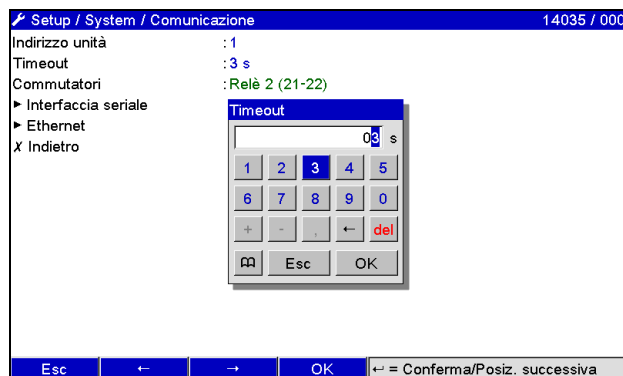 Setup / System / Comunicazione 14035 / 000
Indirizzo unità : 1
Timeout : 3 s
Commutatori : Relè 2 (21-22)
► Interfaccia seriale
► Ethernet
X Indietro
Timeout
03 s
1 2 3 4 5
6 7 8 9 0
+ - , ← del
Esc OK
Esc ← → OK ↵ = Conferma/Posiz. successiva